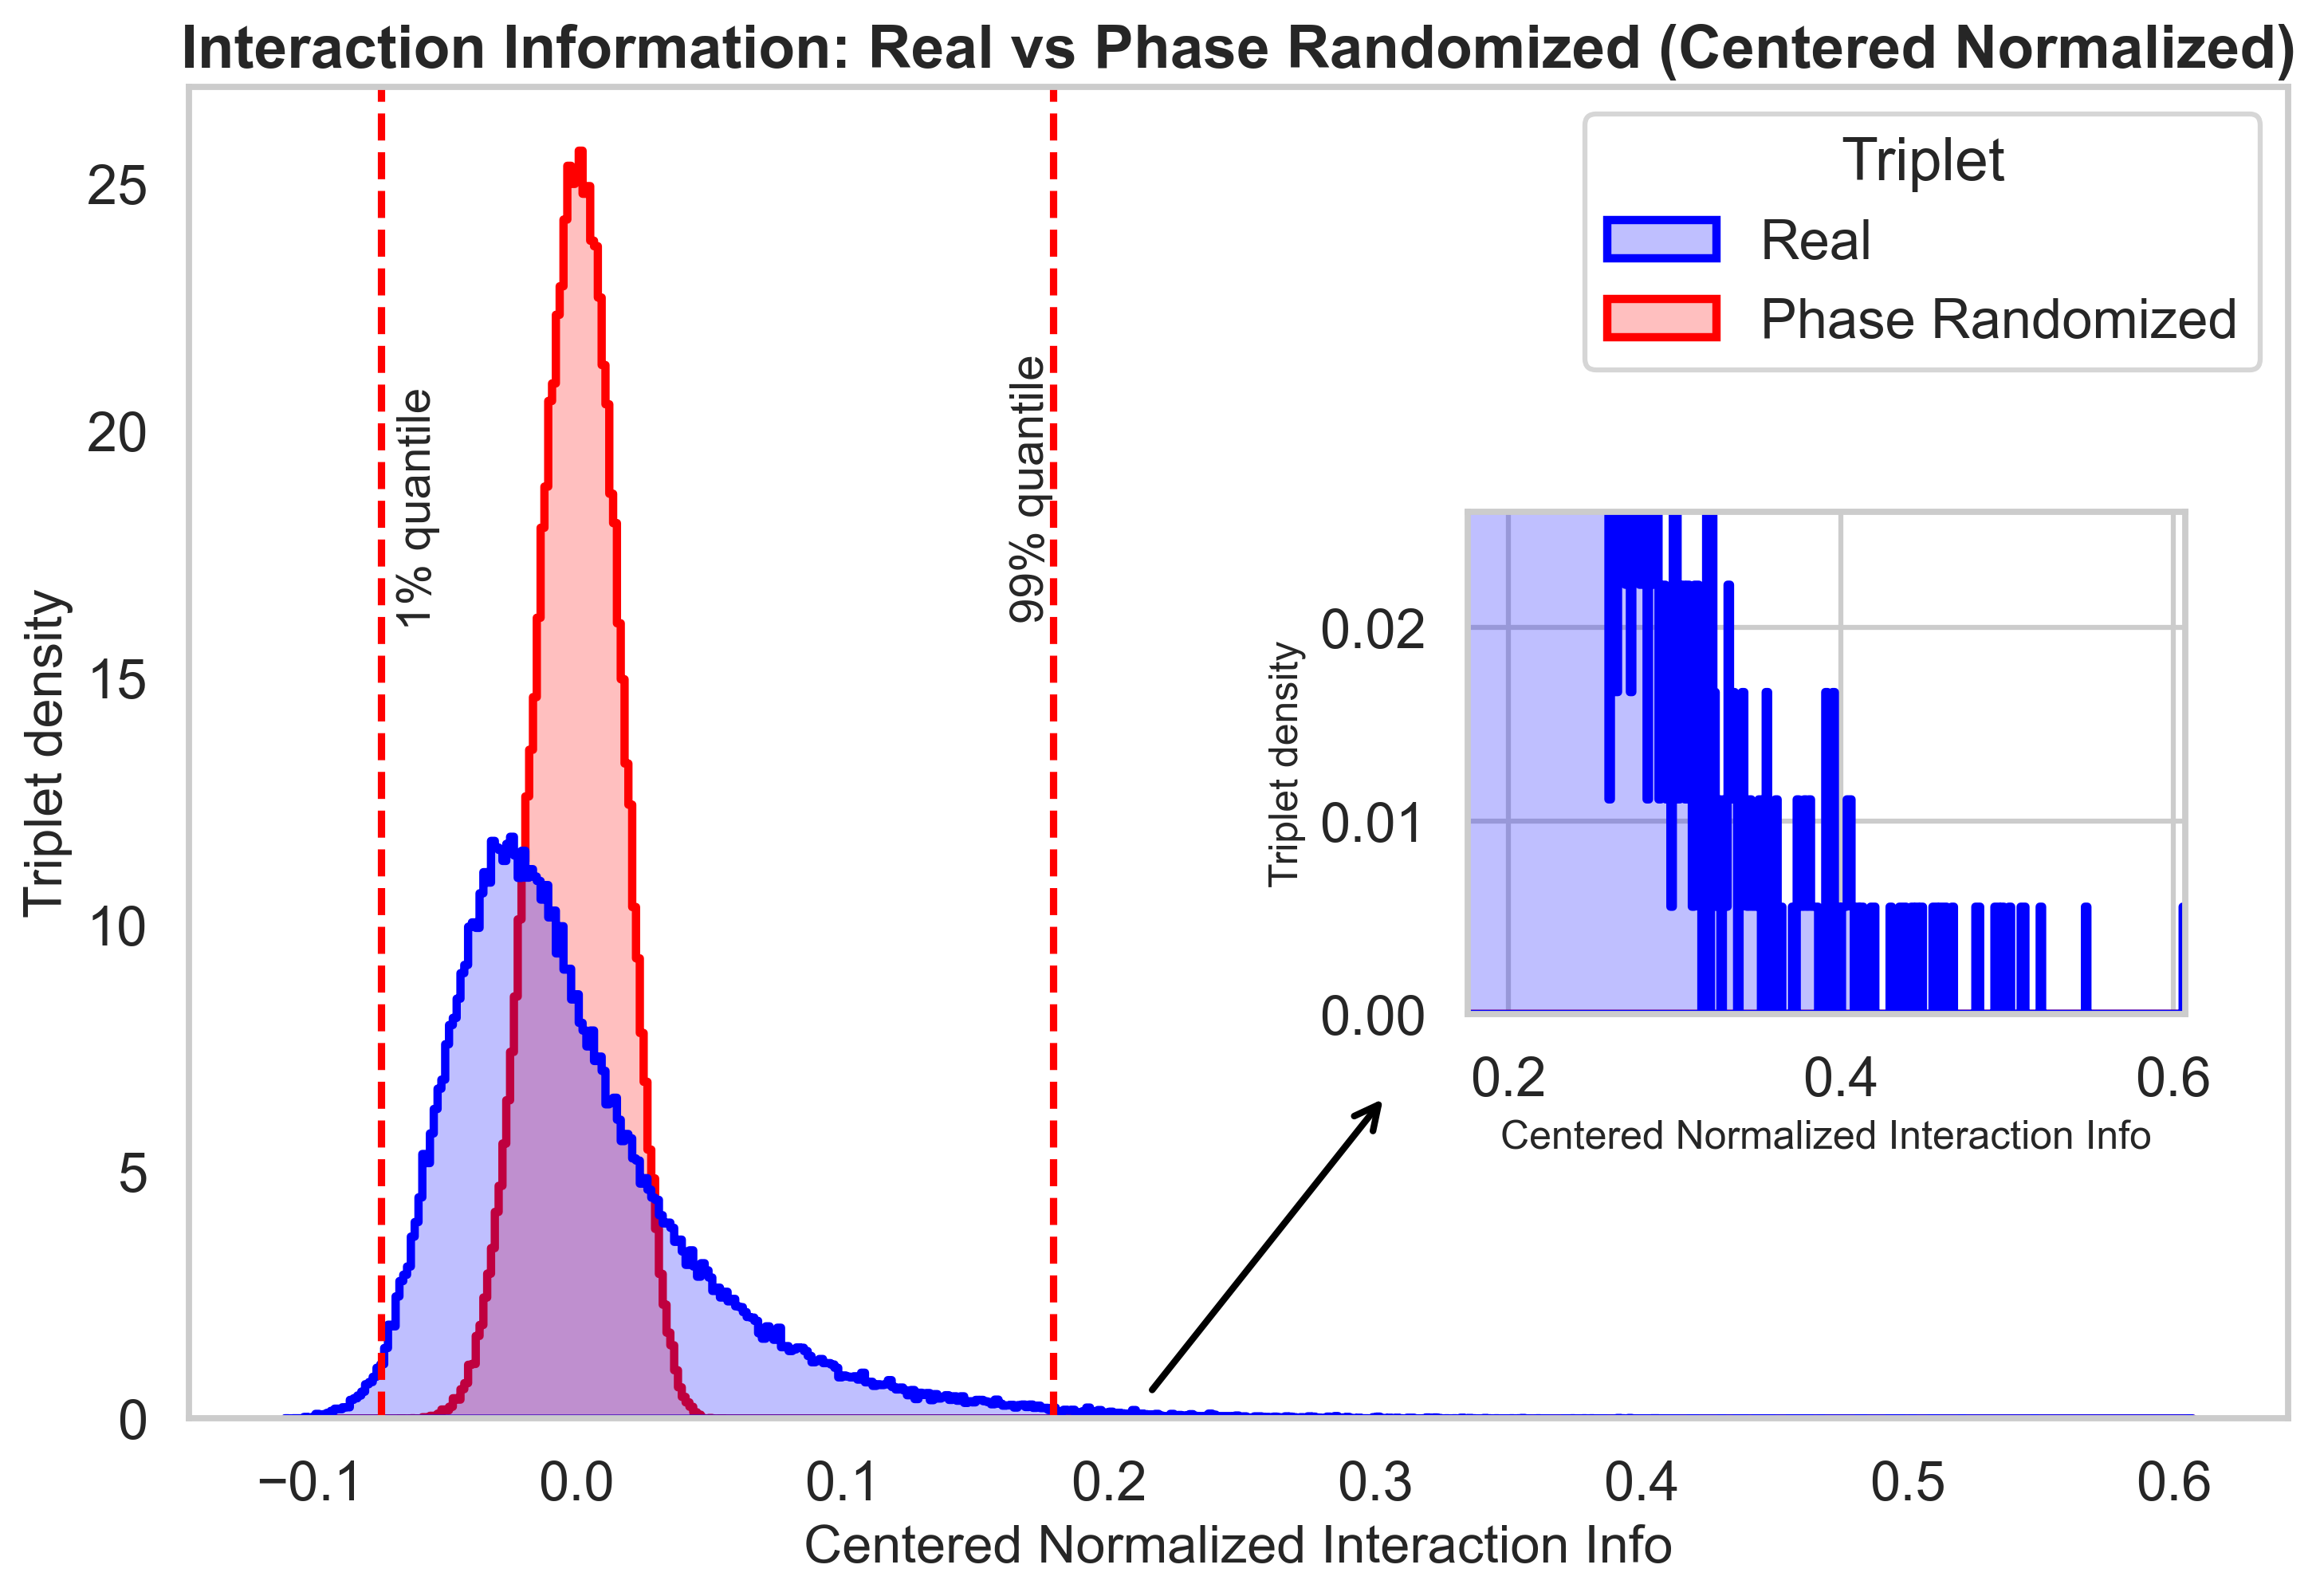 Interaction Information: Real vs Phase Randomized (Centered Normalized)
Triplet
Real
Phase Randomized
1% quantile
99% quantile
Triplet density
25
20
15
10
5
0
−0.1
0.0
0.1
0.2
0.3
0.4
0.5
0.6
Centered Normalized Interaction Info
Triplet density
0.02
0.01
0.00
0.2
0.4
0.6
Centered Normalized Interaction Info